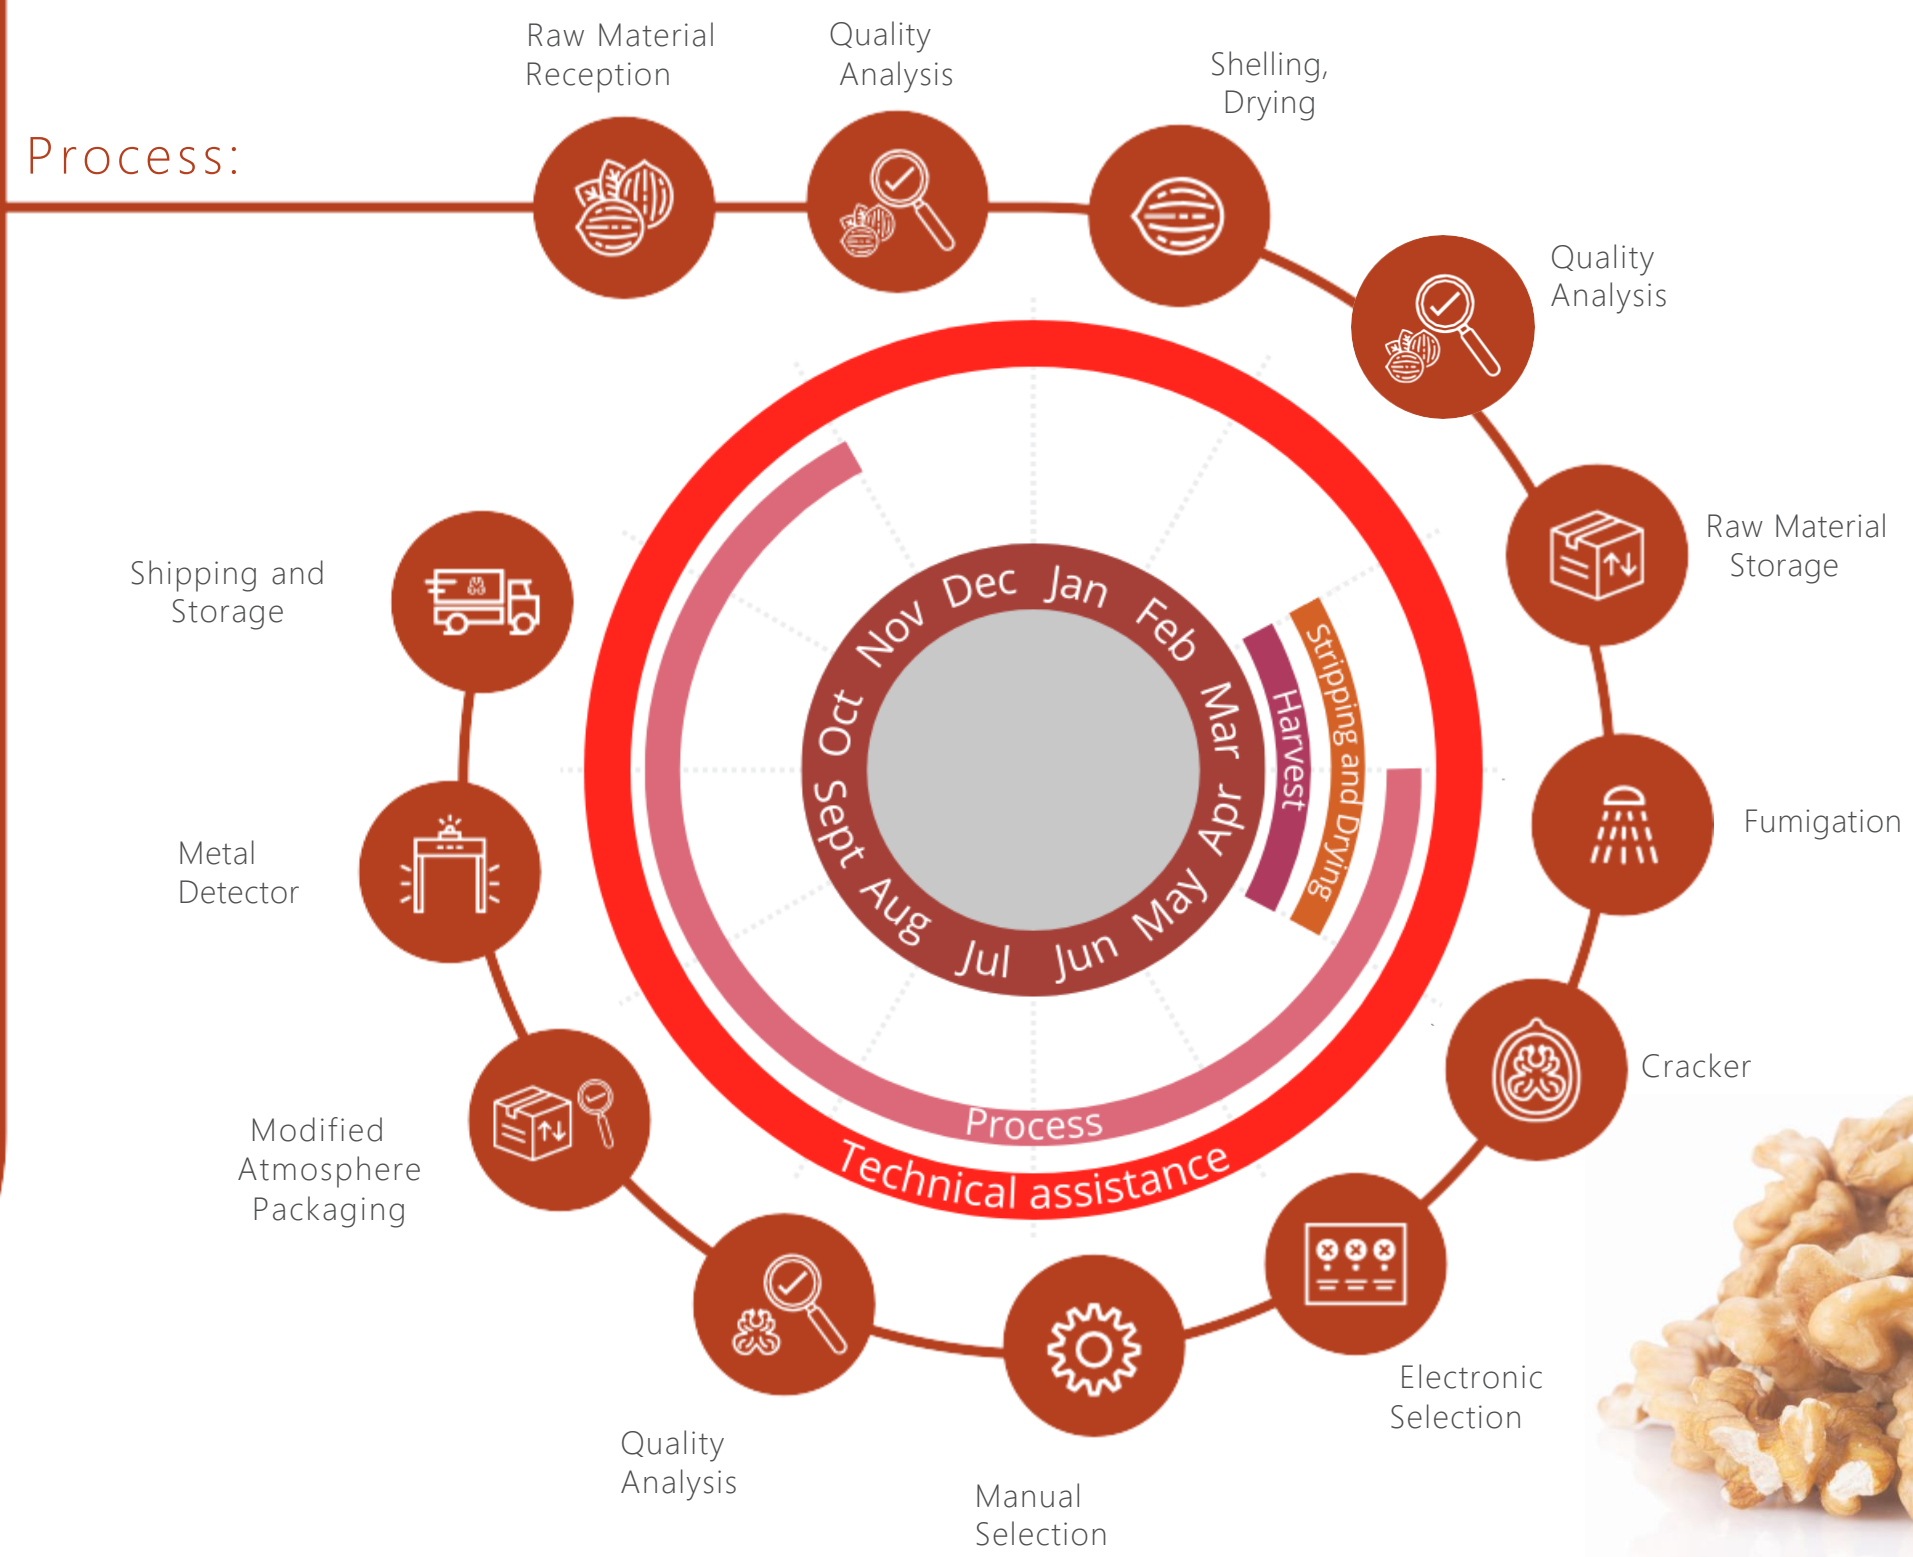 Process:
Raw Material
Reception
Quality
Analysis
Shelling,
Drying
Quality
Analysis
Raw Material
Storage
Fumigation
Cracker
Electronic
Selection
Manual
Selection
Quality
Analysis
Modified
Atmosphere
Packaging
Metal
Detector
Shipping and
Storage
Jan
Feb
Mar
Apr
May
Jun
Jul
Aug
Sept
Oct
Nov
Dec
Harvest
Stripping and Drying
Process
Technical assistance